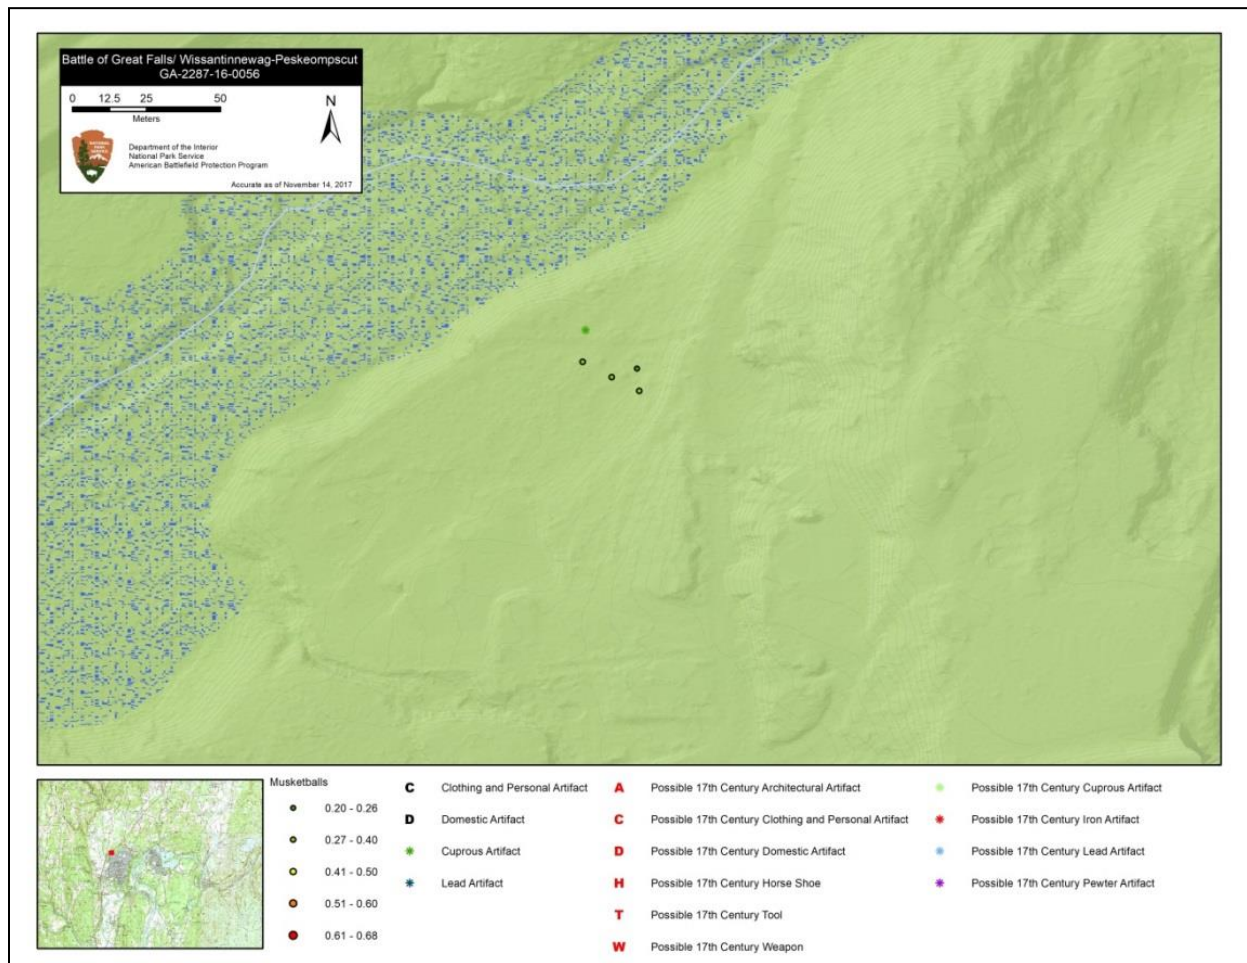 Battle of Great Falls/ Wissantinnewag-Peskeompscut
GA-2287-16-0056
0 12.5 25 50
Meters
N
NATIONAL
PARK
SERVICE
Department of the Interior
National Park Service
American Battlefield Protection Program
Accurate as of November 14, 2017
Musketballs
0.20 - 0.26
0.27 - 0.40
0.41 - 0.50
0.51 - 0.60
0.61 - 0.68
C Clothing and Personal Artifact
D Domestic Artifact
Cuprous Artifact
Lead Artifact
A Possible 17th Century Architectural Artifact
C Possible 17th Century Clothing and Personal Artifact
D Possible 17th Century Domestic Artifact
H Possible 17th Century Horse Shoe
T Possible 17th Century Tool
W Possible 17th Century Weapon
Possible 17th Century Cuprous Artifact
Possible 17th Century Iron Artifact
Possible 17th Century Lead Artifact
Possible 17th Century Pewter Artifact